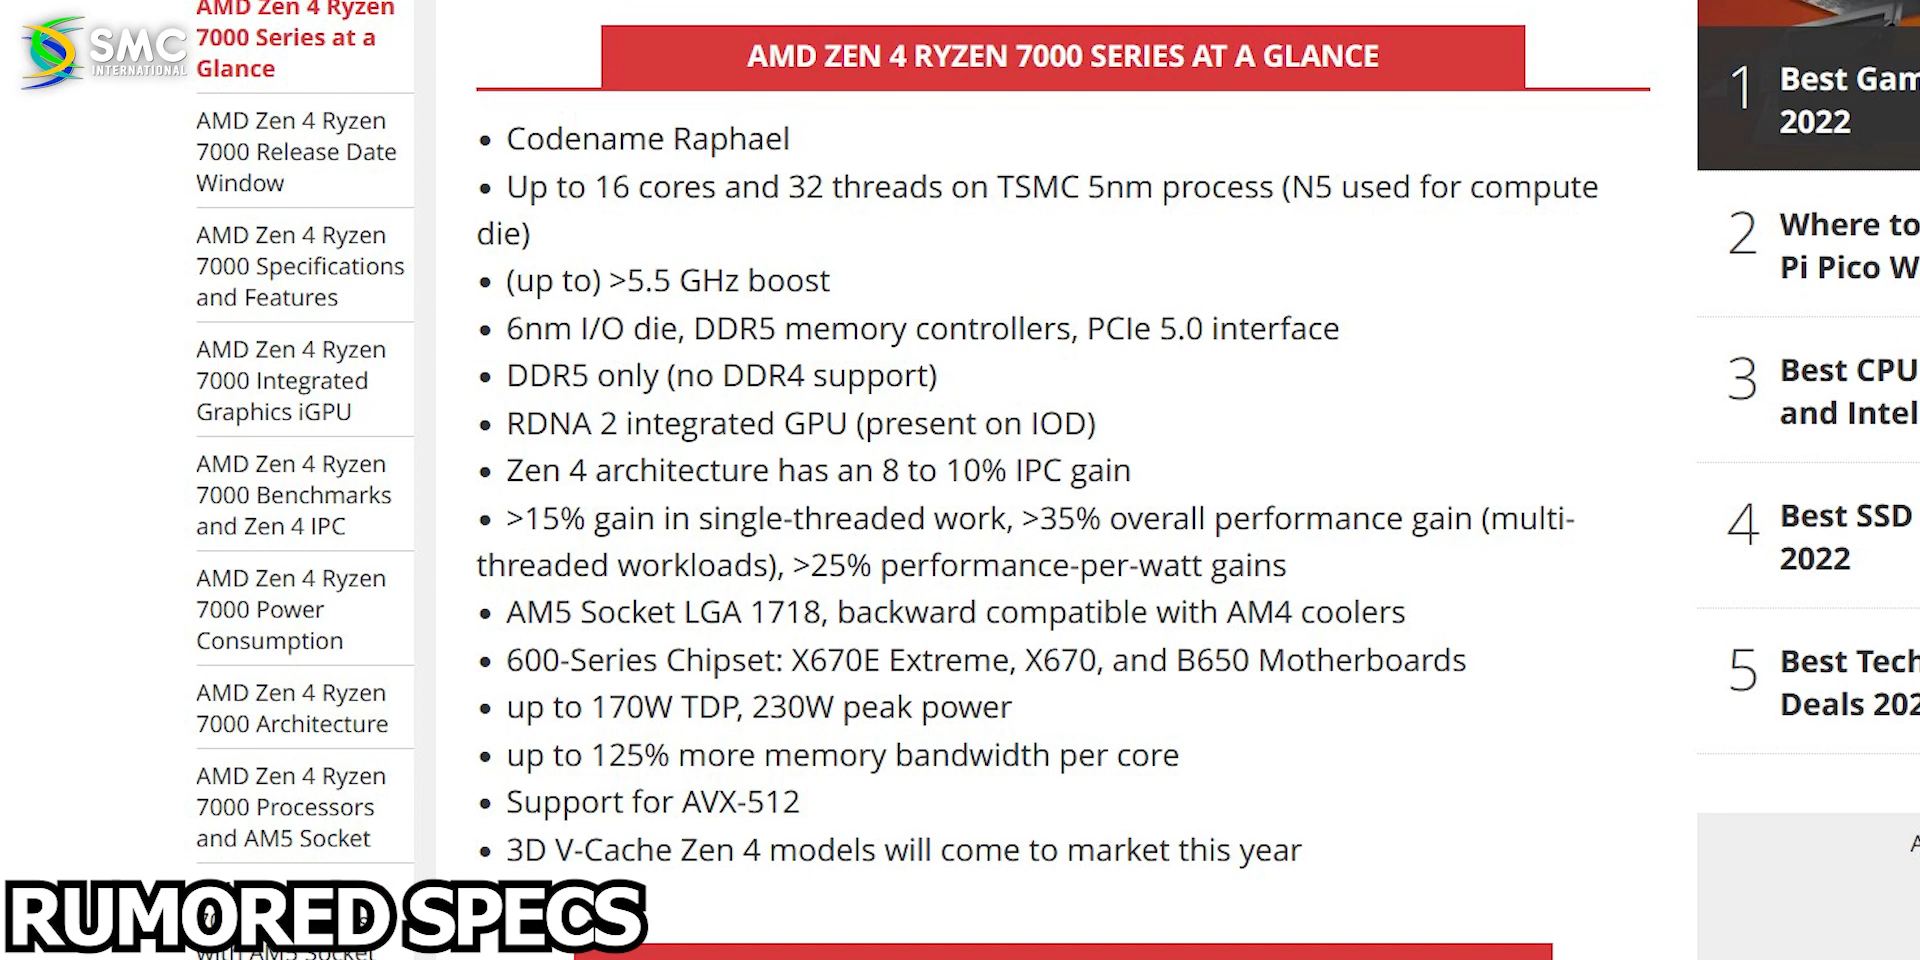 SMC
INTERNATIONAL
AMD Zen 4 Ryzen
7000 Series at a
Glance
AMD Zen 4 Ryzen
7000 Release Date
Window
AMD Zen 4 Ryzen
7000 Specifications
and Features
AMD Zen 4 Ryzen
7000 Integrated
Graphics iGPU
AMD Zen 4 Ryzen
7000 Benchmarks
and Zen 4 IPC
AMD Zen 4 Ryzen
7000 Power
Consumption
AMD Zen 4 Ryzen
7000 Architecture
AMD Zen 4 Ryzen
7000 Processors
and AM5 Socket
with AM5 Socket
AMD ZEN 4 RYZEN 7000 SERIES AT A GLANCE
• Codename Raphael
• Up to 16 cores and 32 threads on TSMC 5nm process (N5 used for compute
die)
• (up to) >5.5 GHz boost
• 6nm I/O die, DDR5 memory controllers, PCIe 5.0 interface
• DDR5 only (no DDR4 support)
• RDNA 2 integrated GPU (present on IOD)
• Zen 4 architecture has an 8 to 10% IPC gain
• >15% gain in single-threaded work, >35% overall performance gain (multi-
threaded workloads), >25% performance-per-watt gains
• AM5 Socket LGA 1718, backward compatible with AM4 coolers
• 600-Series Chipset: X670E Extreme, X670, and B650 Motherboards
• up to 170W TDP, 230W peak power
• up to 125% more memory bandwidth per core
• Support for AVX-512
• 3D V-Cache Zen 4 models will come to market this year
1 Best Gam
2022
2 Where to
Pi Pico W
3 Best CPU
and Intel
4 Best SSD
2022
5 Best Tech
Deals 202
A
RUMORED SPECS